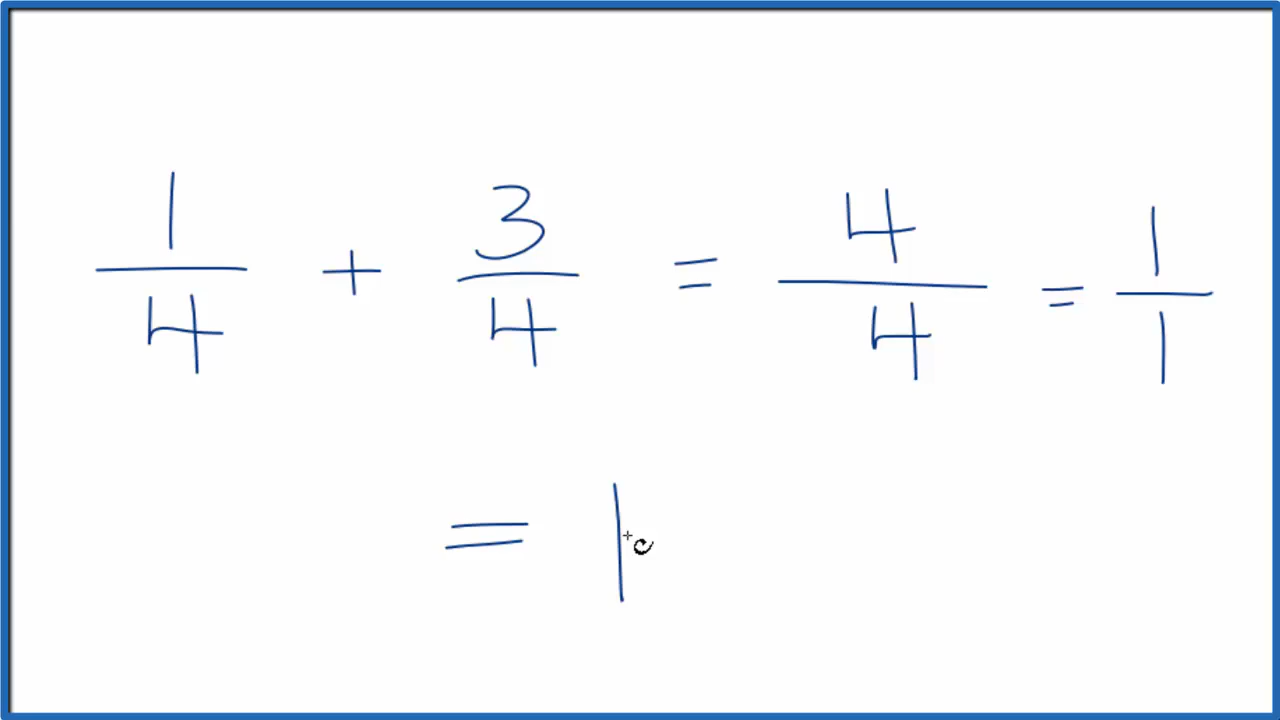 1/4 + 3/4 = 4/4 = 1/1
= 1